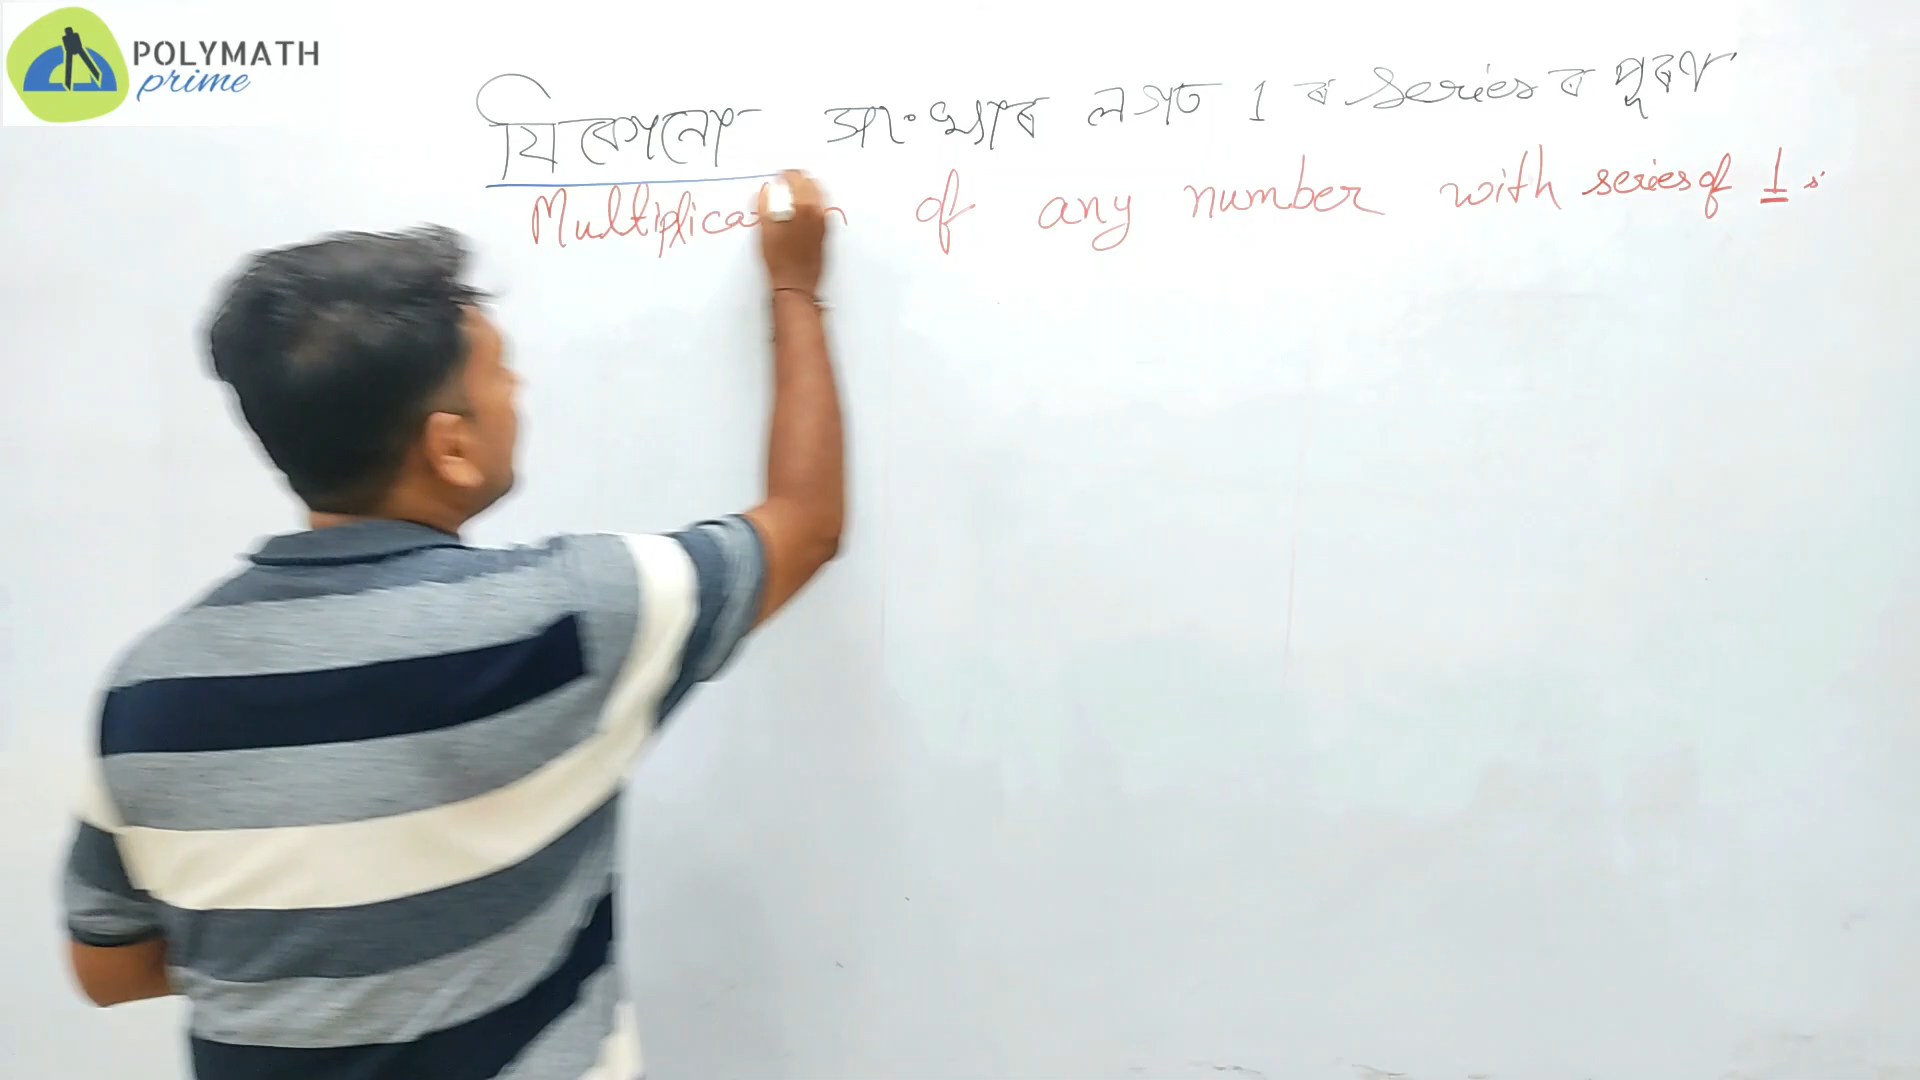 POLYMATH
prime
যিকোনো সংখ্যাৰ লগত 1 ৰ series ৰ পূৰণ
Multiplication of any number with series of 1 s